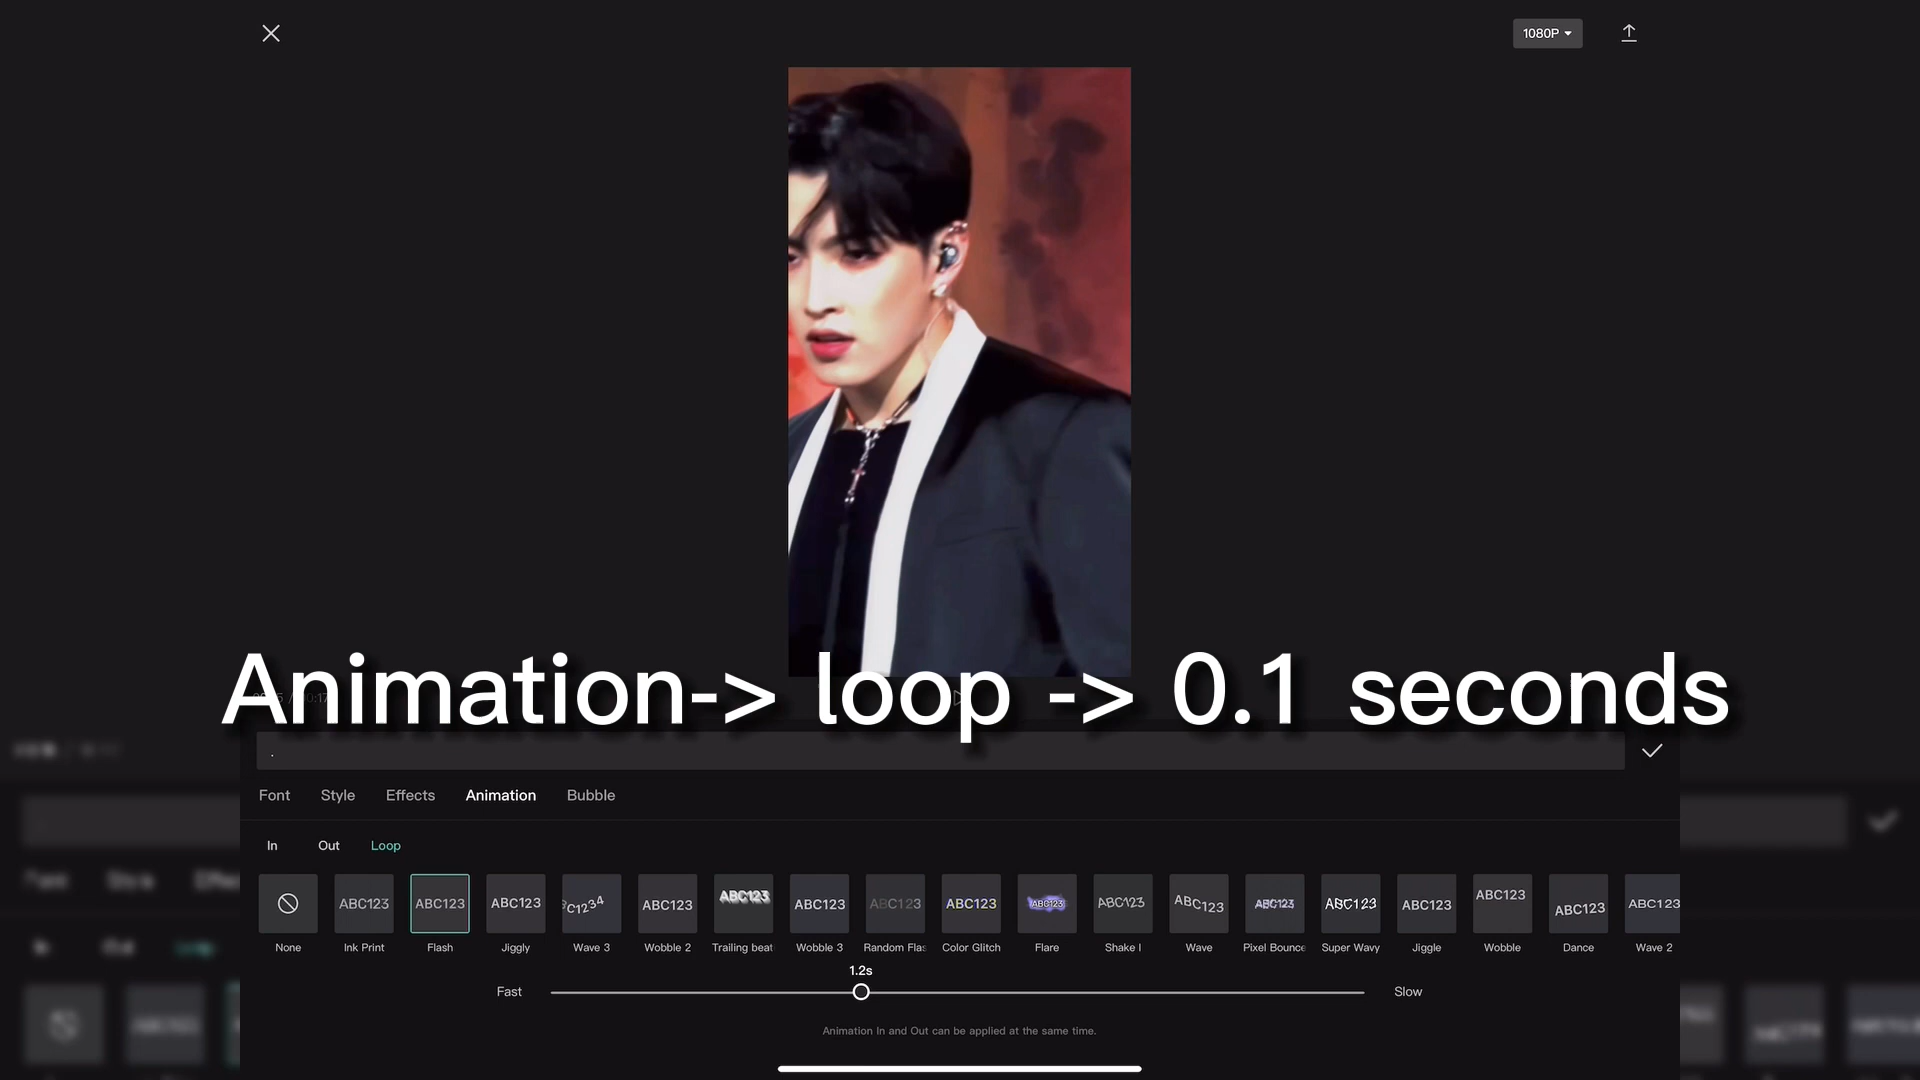 1080P
Animation-> loop -> 0.1 seconds
.
Font Style Effects Animation Bubble
In Out Loop
ABC123 ABC123 ABC123 ABC123 ABC123 ABC123 ABC123 ABC123 ABC123 ABC123 ABC123 ABC123 ABC123 ABC123 ABC123 ABC123
None Ink Print Flash Jiggly Wave 3 Wobble 2 Trailing beat Wobble 3 Random Flas Color Glitch Flare Shake I Wave Pixel Bounce Super Wavy Jiggle Wobble Dance Wave 2
1.2s
Fast Slow
Animation In and Out can be applied at the same time.